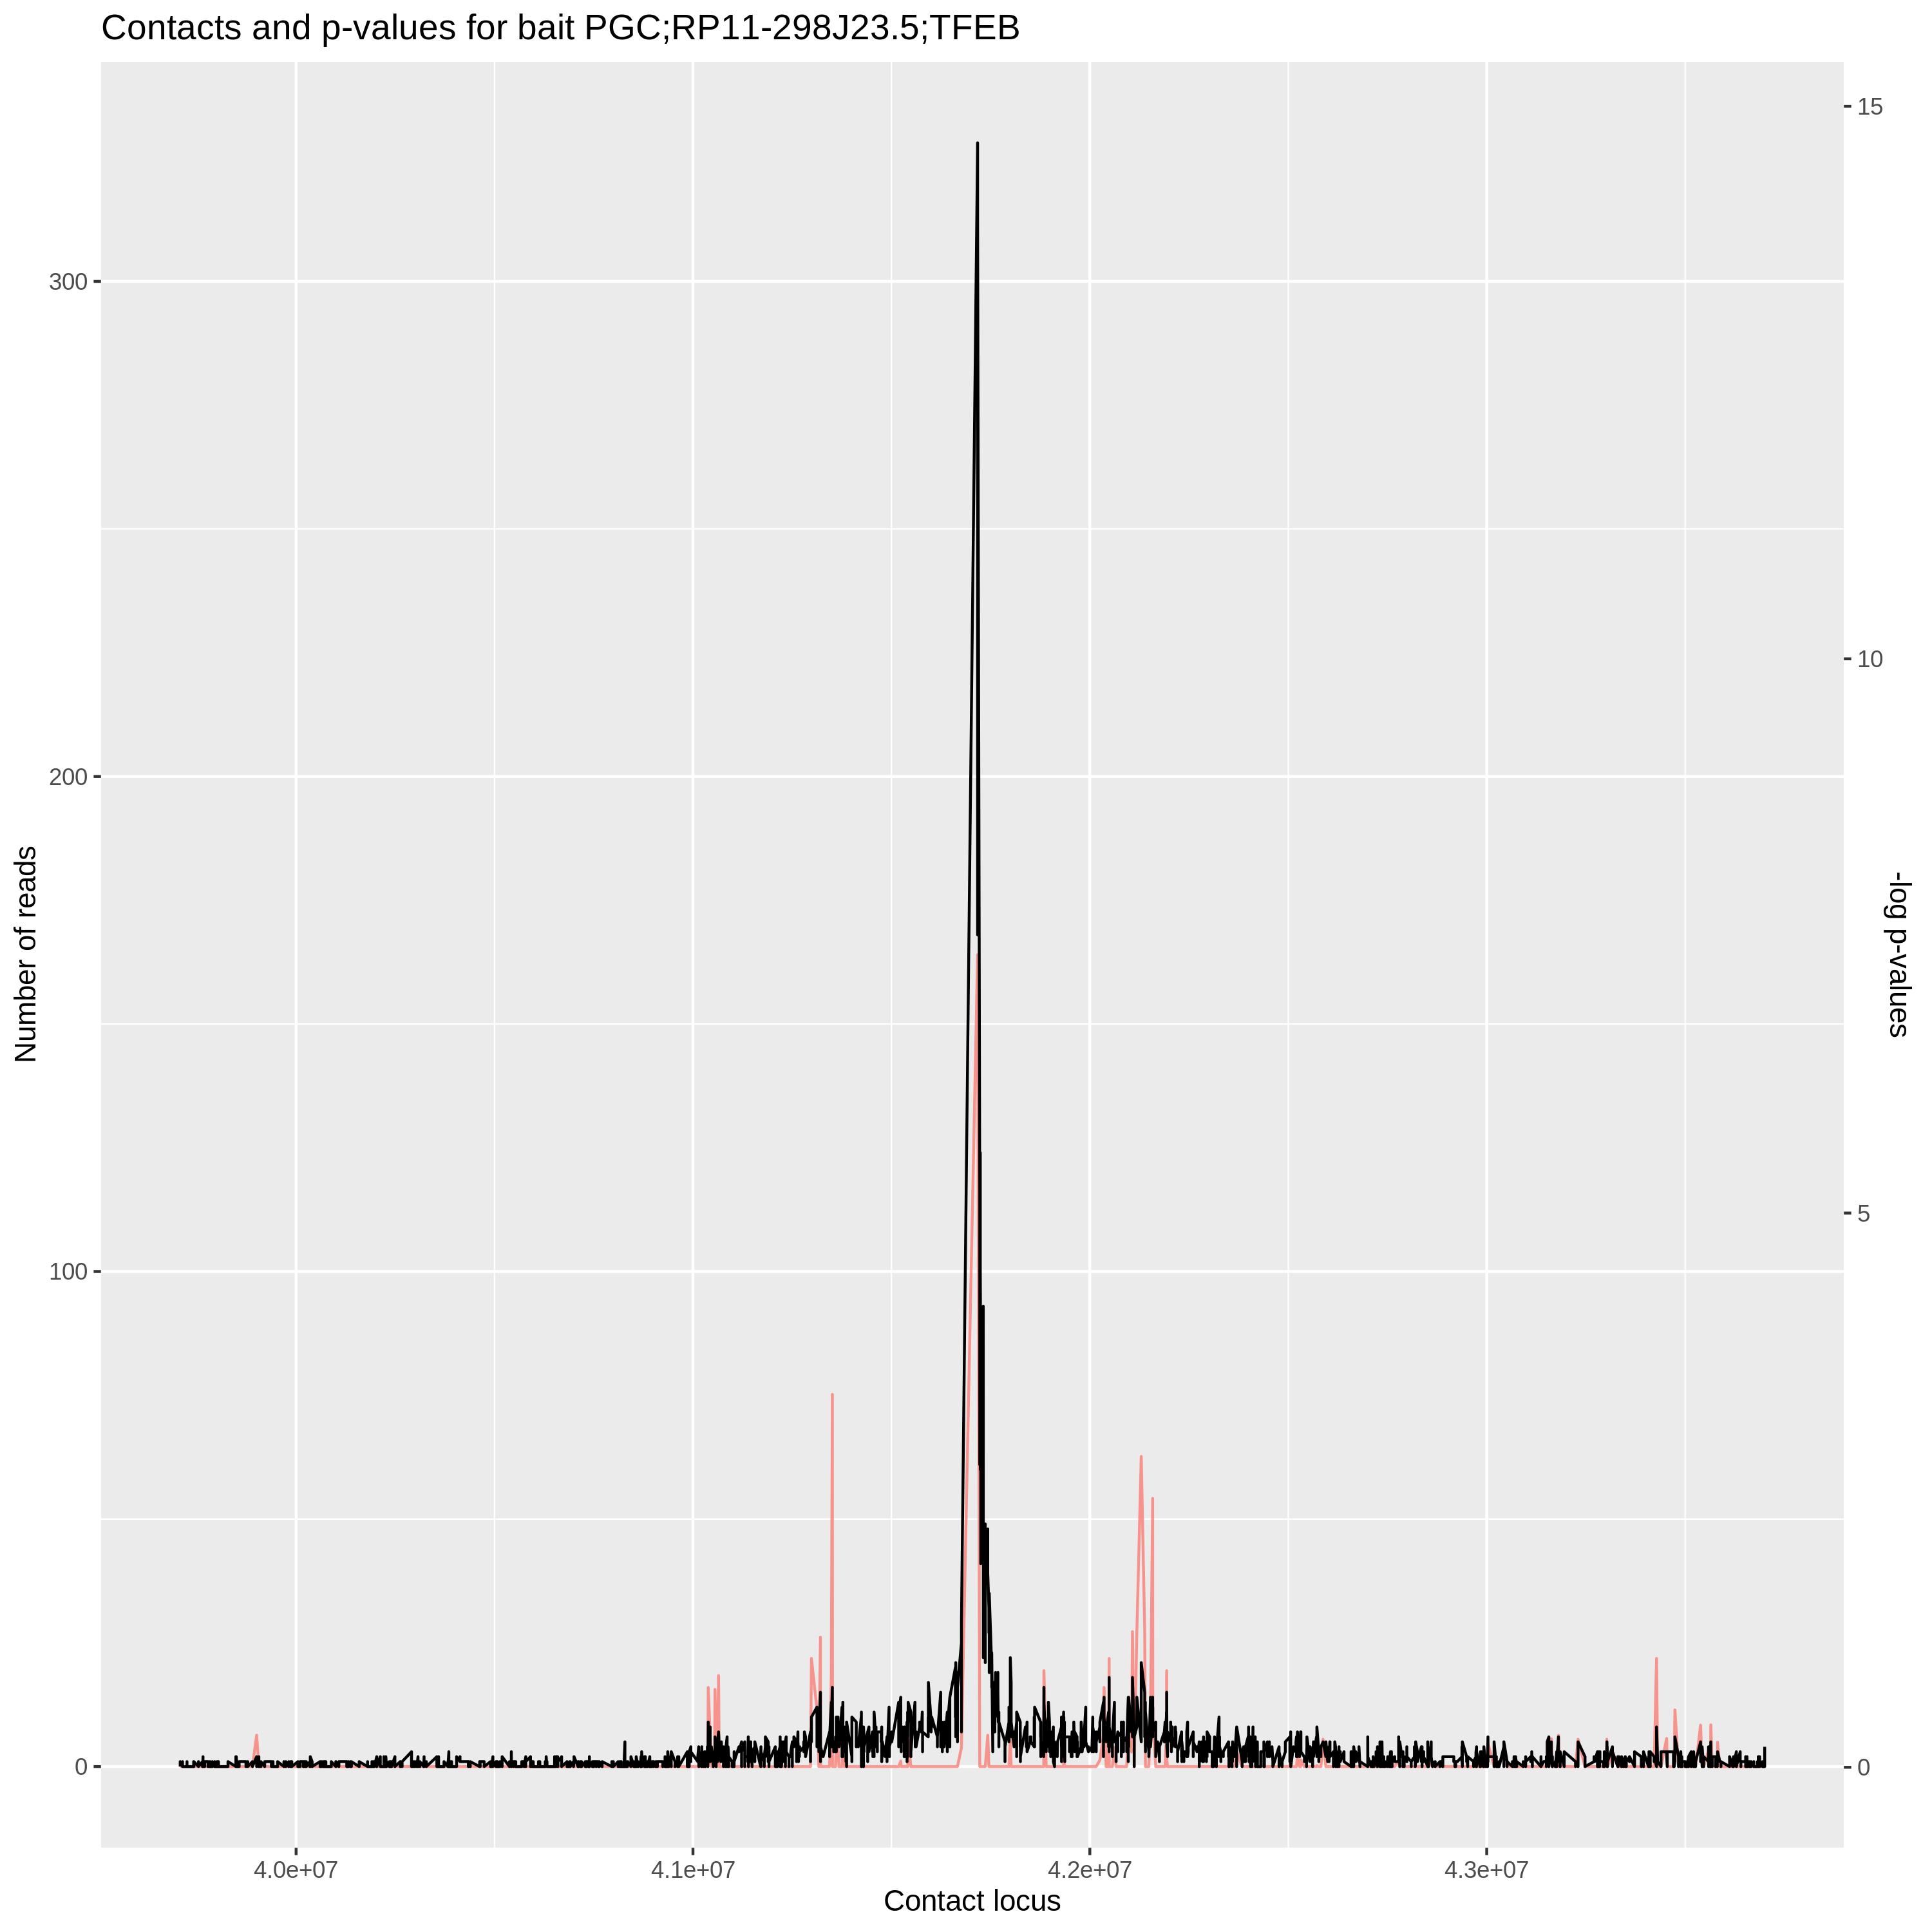 Contacts and p-values for bait PGC;RP11-298J23.5;TFEB
300
200
100
0
Number of reads
15
10
5
0
-log p-values
4.0e+07
4.1e+07
4.2e+07
4.3e+07
Contact locus